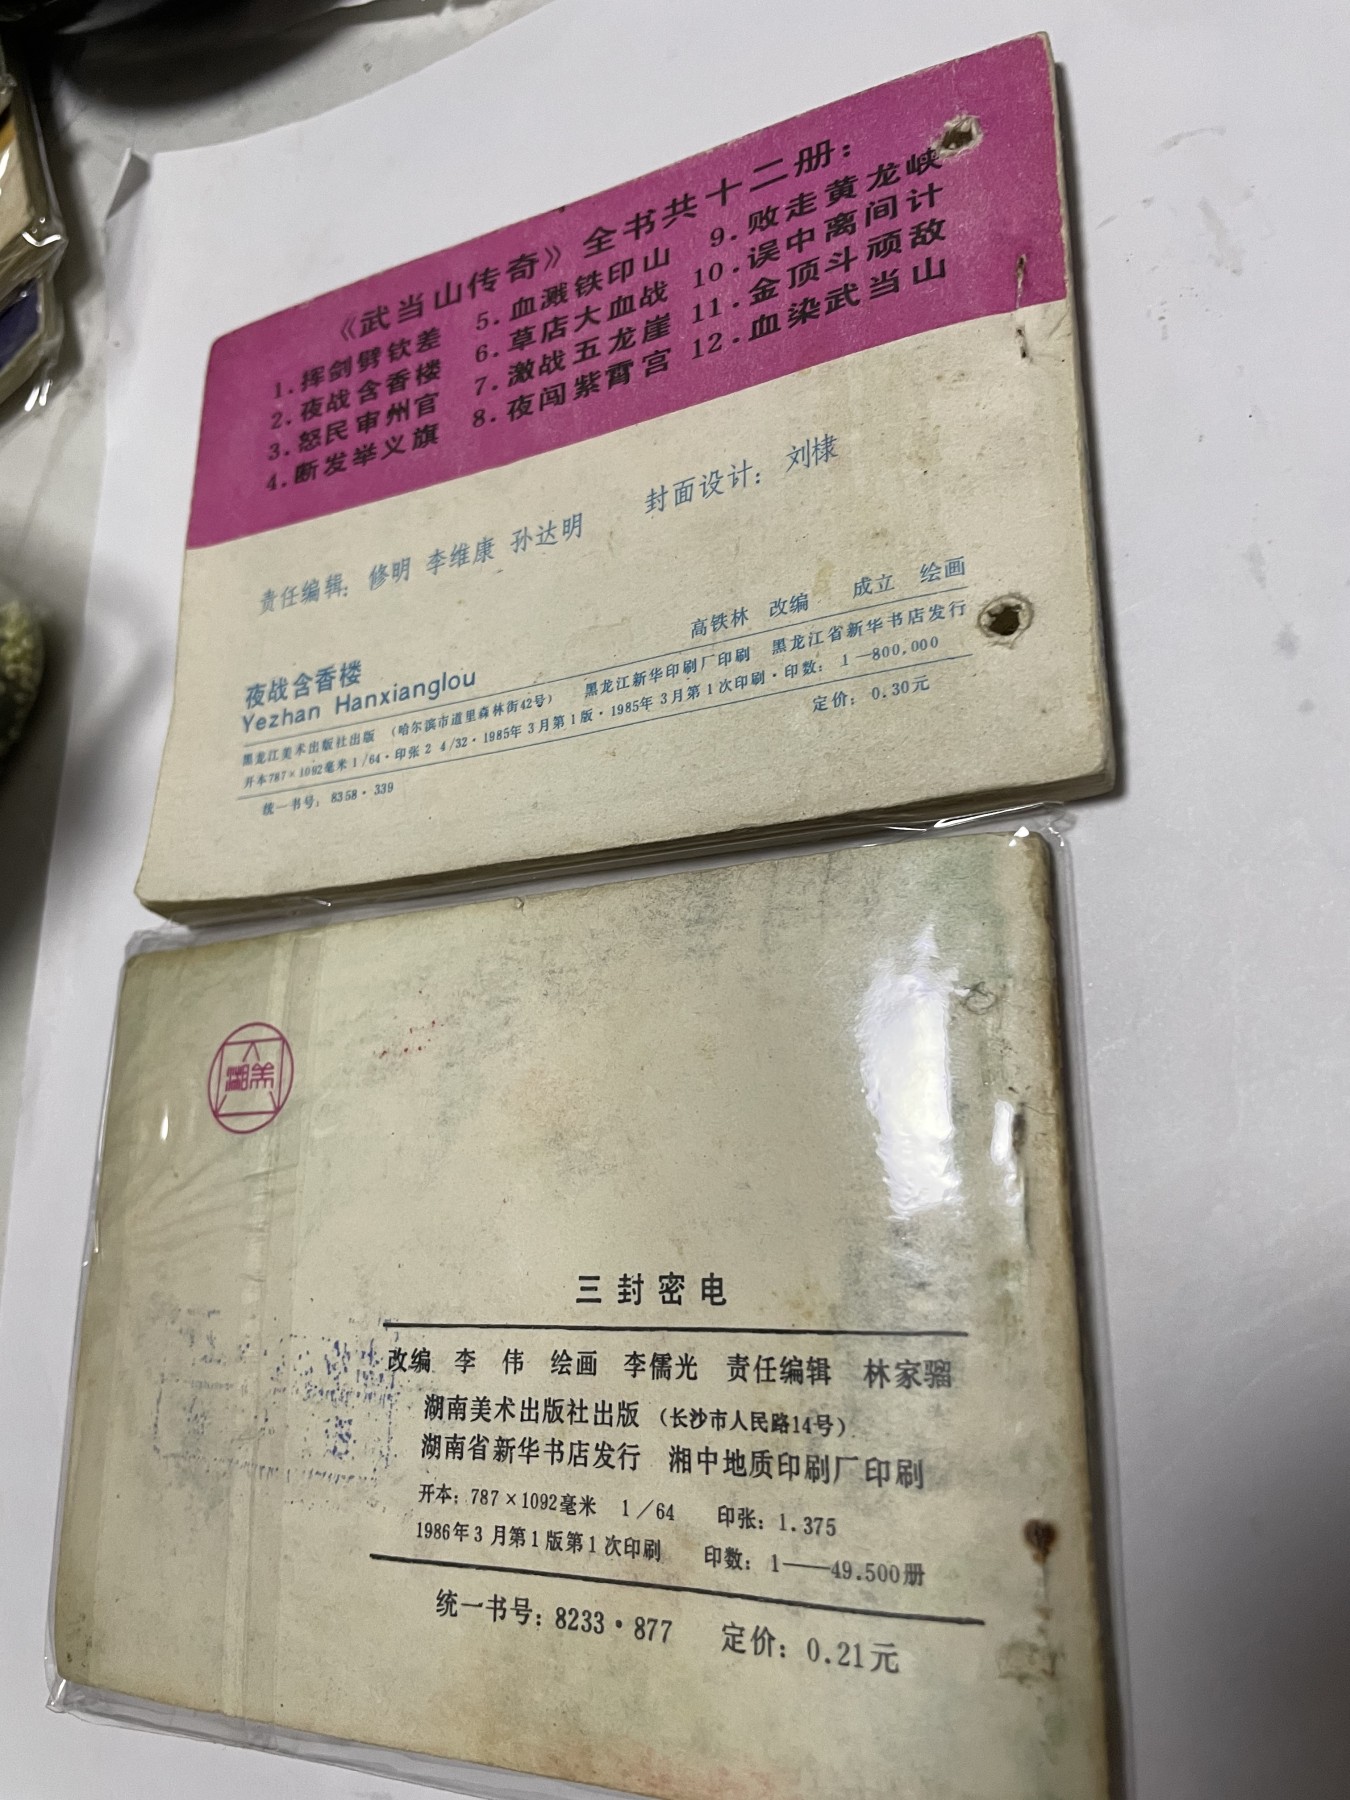 《武当山传奇》全书共十二册：
1.挥剑劈钦差 5.血溅铁印山 9.败走黄龙峡
2.夜战含香楼 6.草店大血战 10.误中离间计
3.怒民审州官 7.激战五龙崖 11.金顶斗顽敌
4.断发举义旗 8.夜闯紫霄宫 12.血染武当山
责任编辑：修明 李维康 孙达明 封面设计：刘棣
夜战含香楼
Yezhan Hanxianglou
高铁林 改编 成立 绘画
黑龙江美术出版社出版 （哈尔滨市道里森林街42号） 黑龙江新华印刷厂印刷 黑龙江省新华书店发行
开本787×1092毫米1/64·印张2 4/32·1985年3月第1版·1985年3月第1次印刷·印数：1—800,000
统一书号：8358·339 定价：0.30元
湘美
三封密电
改编 李伟 绘画 李儒光 责任编辑 林家骝
湖南美术出版社出版（长沙市人民路14号）
湖南省新华书店发行 湘中地质印刷厂印刷
开本：787×1092毫米 1/64 印张：1.375
1986年3月第1版第1次印刷 印数：1——49.500册
统一书号：8233·877 定价：0.21元